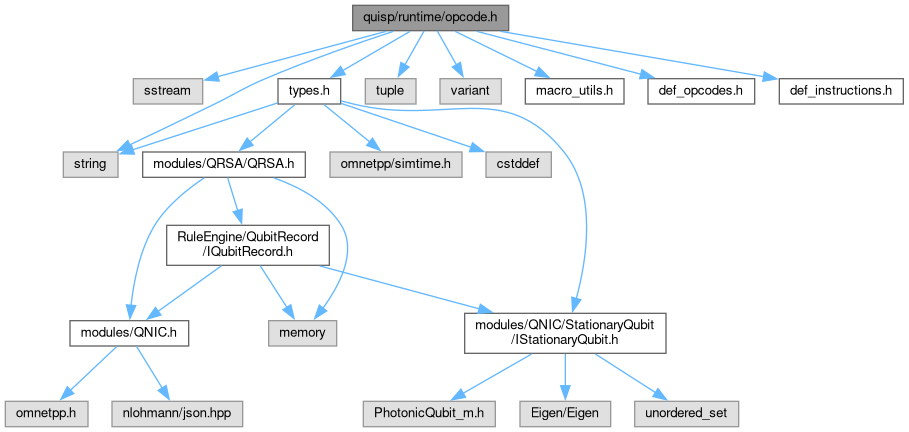 quisp/runtime/opcode.h
sstream
types.h
tuple
variant
macro_utils.h
def_opcodes.h
def_instructions.h
string
modules/QRSA/QRSA.h
omnetpp/simtime.h
cstddef
RuleEngine/QubitRecord
/IQubitRecord.h
modules/QNIC.h
memory
modules/QNIC/StationaryQubit
/IStationaryQubit.h
omnetpp.h
nlohmann/json.hpp
PhotonicQubit_m.h
Eigen/Eigen
unordered_set